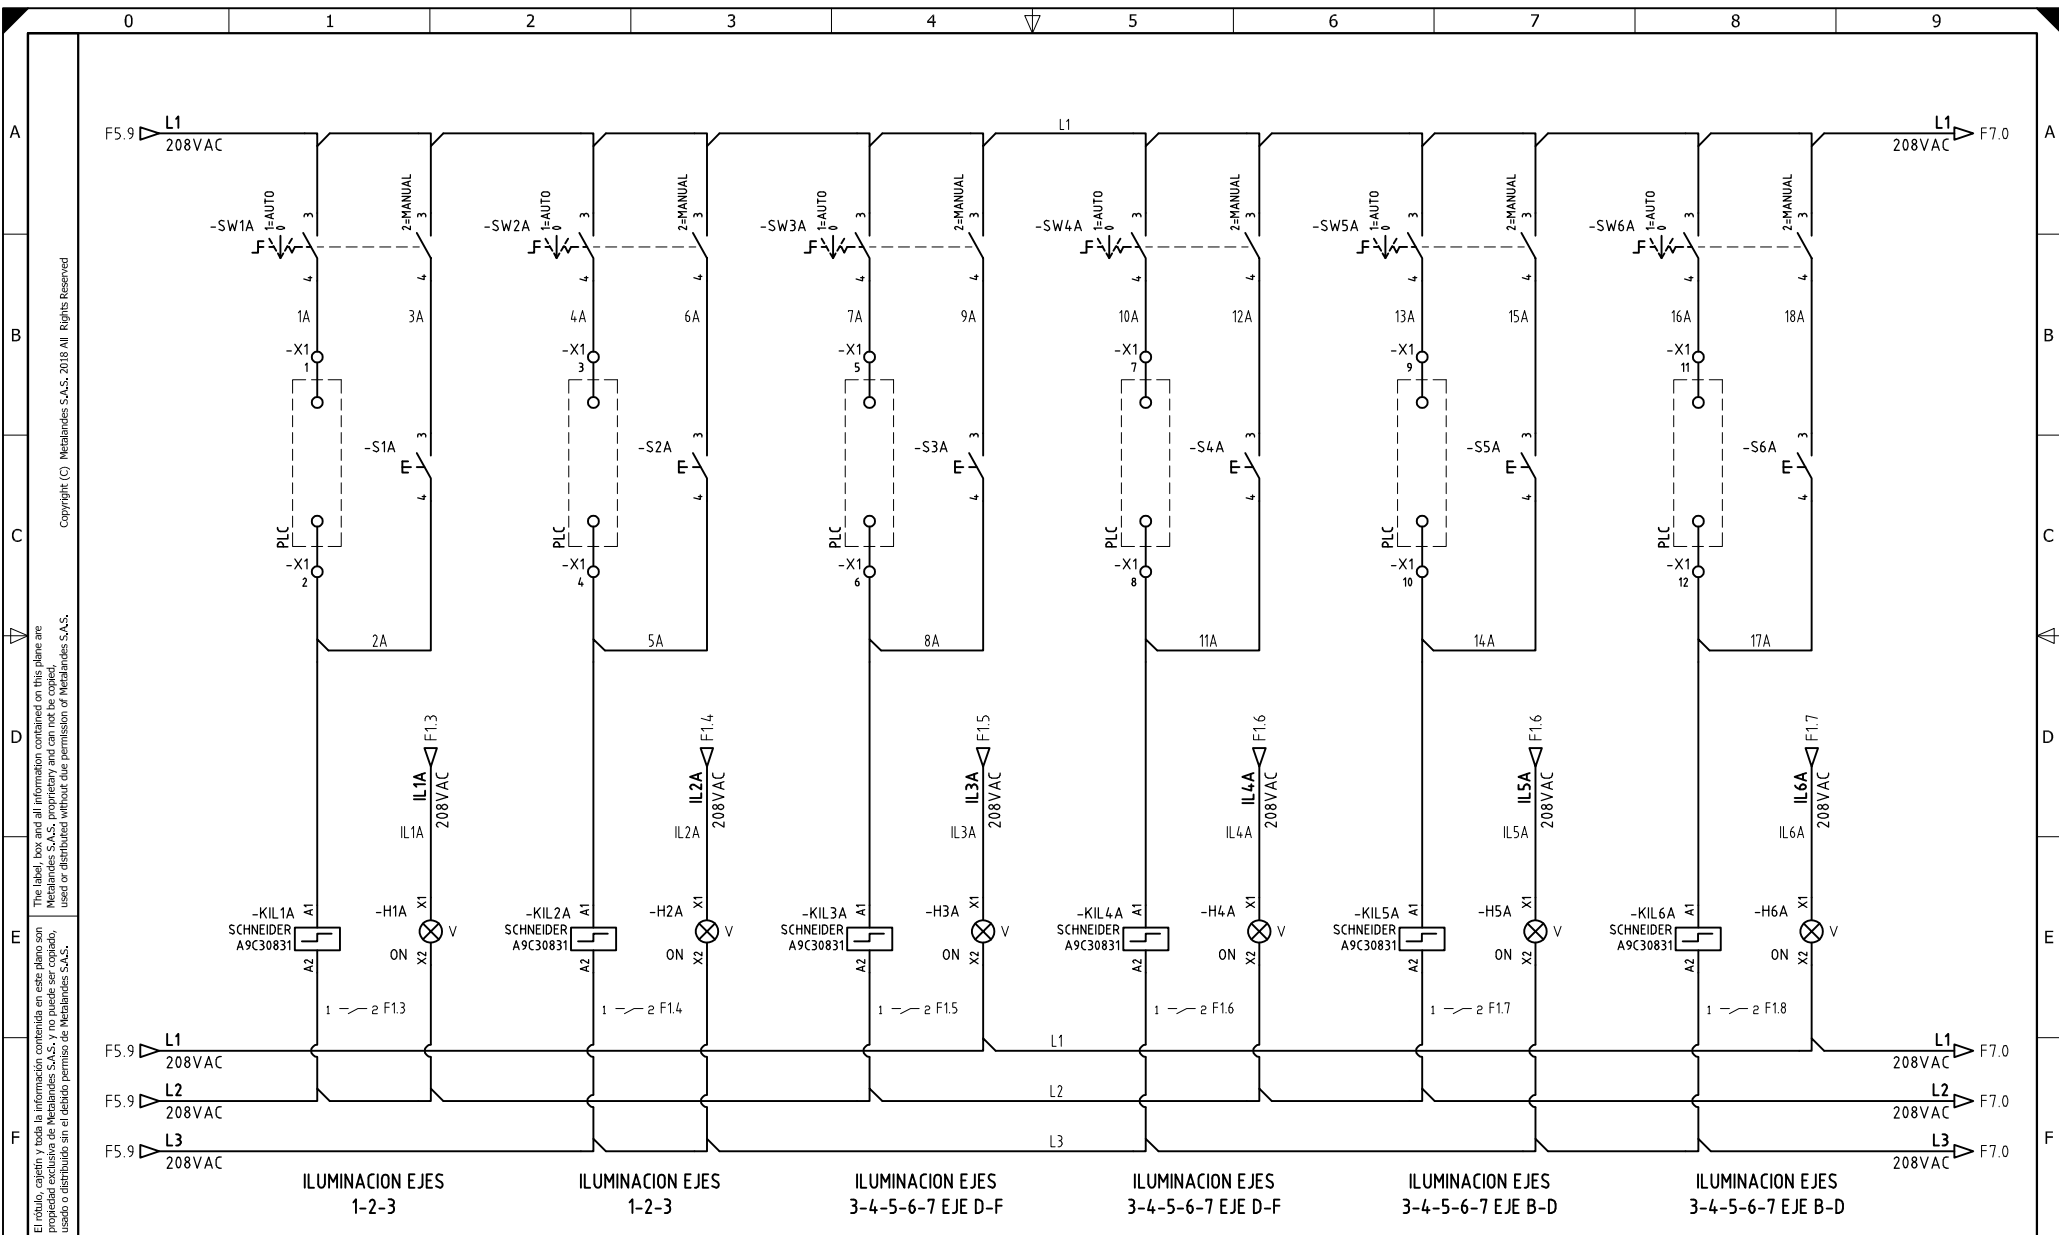 0 1 2 3 4 5 6 7 8 9
A A
B B
C C
D D
E E
F F
Copyright (C) Metalandes S.A.S. 2018 All Rights Reserved
The label, box and all information contained on this plane are
Metalandes S.A.S. proprietary and can not be copied,
used or distributed without due permission of Metalandes S.A.S.
El rótulo, cajetín y toda la información contenida en este plano son
propiedad exclusiva de Metalandes S.A.S. y no puede ser copiado,
usado o distribuido sin el debido permiso de Metalandes S.A.S.
F5.9 L1 L1 L1 F7.0
208VAC 208VAC
-SW1A 1=AUTO 0 3 4 2=MANUAL 3 4
-SW2A 1=AUTO 0 3 4 2=MANUAL 3 4
-SW3A 1=AUTO 0 3 4 2=MANUAL 3 4
-SW4A 1=AUTO 0 3 4 2=MANUAL 3 4
-SW5A 1=AUTO 0 3 4 2=MANUAL 3 4
-SW6A 1=AUTO 0 3 4 2=MANUAL 3 4
1A 3A 4A 6A 7A 9A 10A 12A 13A 15A 16A 18A
-X1 -X1 -X1 -X1 -X1 -X1
1 3 5 7 9 11
-S1A 3 4 -S2A 3 4 -S3A 3 4 -S4A 3 4 -S5A 3 4 -S6A 3 4
PLC PLC PLC PLC PLC PLC
-X1 -X1 -X1 -X1 -X1 -X1
2 4 6 8 10 12
2A 5A 8A 11A 14A 17A
F1.3 F1.4 F1.5 F1.6 F1.6 F1.7
IL1A IL2A IL3A IL4A IL5A IL6A
208VAC 208VAC 208VAC 208VAC 208VAC 208VAC
IL1A IL2A IL3A IL4A IL5A IL6A
-KIL1A A1 -H1A X1 -KIL2A A1 -H2A X1 -KIL3A A1 -H3A X1 -KIL4A A1 -H4A X1 -KIL5A A1 -H5A X1 -KIL6A A1 -H6A X1
SCHNEIDER V SCHNEIDER V SCHNEIDER V SCHNEIDER V SCHNEIDER V SCHNEIDER V
A9C30831 A9C30831 A9C30831 A9C30831 A9C30831 A9C30831
A2 ON X2 A2 ON X2 A2 ON X2 A2 ON X2 A2 ON X2 A2 ON X2
1 2 F1.3 1 2 F1.4 1 2 F1.5 1 2 F1.6 1 2 F1.7 1 2 F1.8
F5.9 L1 L1 L1 F7.0
208VAC 208VAC
F5.9 L2 L2 L2 F7.0
208VAC 208VAC
F5.9 L3 L3 L3 F7.0
208VAC 208VAC
ILUMINACION EJES ILUMINACION EJES ILUMINACION EJES ILUMINACION EJES ILUMINACION EJES ILUMINACION EJES
1-2-3 1-2-3 3-4-5-6-7 EJE D-F 3-4-5-6-7 EJE D-F 3-4-5-6-7 EJE B-D 3-4-5-6-7 EJE B-D